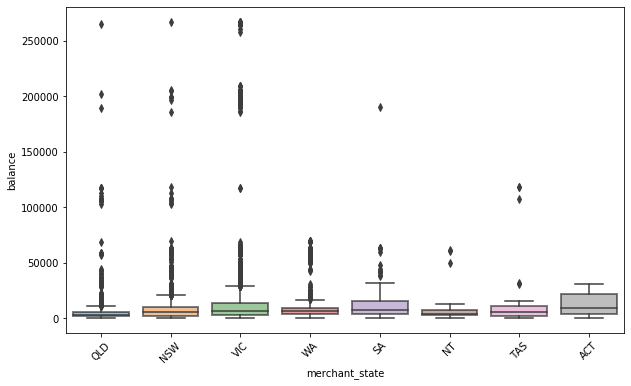 250000
200000
150000
100000
50000
0
balance
QLD
NSW
VIC
WA
SA
NT
TAS
ACT
merchant_state